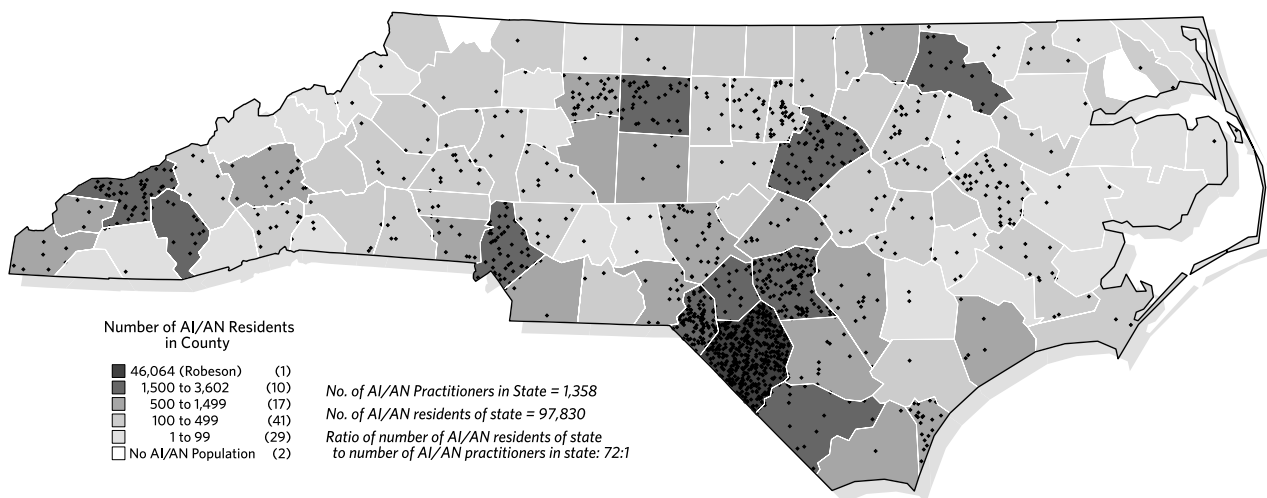 Number of AI/AN Residents
in County
46,064 (Robeson) (1)
1,500 to 3,602 (10)
500 to 1,499 (17)
100 to 499 (41)
1 to 99 (29)
No AI/AN Population (2)
No. of AI/AN Practitioners in State = 1,358
No. of AI/AN residents of state = 97,830
Ratio of number of AI/AN residents of state
to number of AI/AN practitioners in state: 72:1